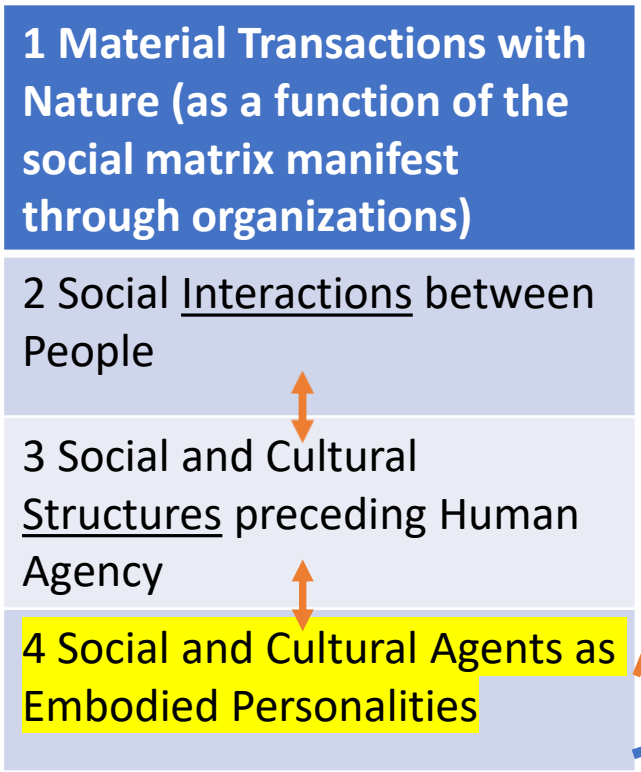 1 Material Transactions with
Nature (as a function of the
social matrix manifest
through organizations)
2 Social Interactions between
People
3 Social and Cultural
Structures preceding Human
Agency
4 Social and Cultural Agents as
Embodied Personalities